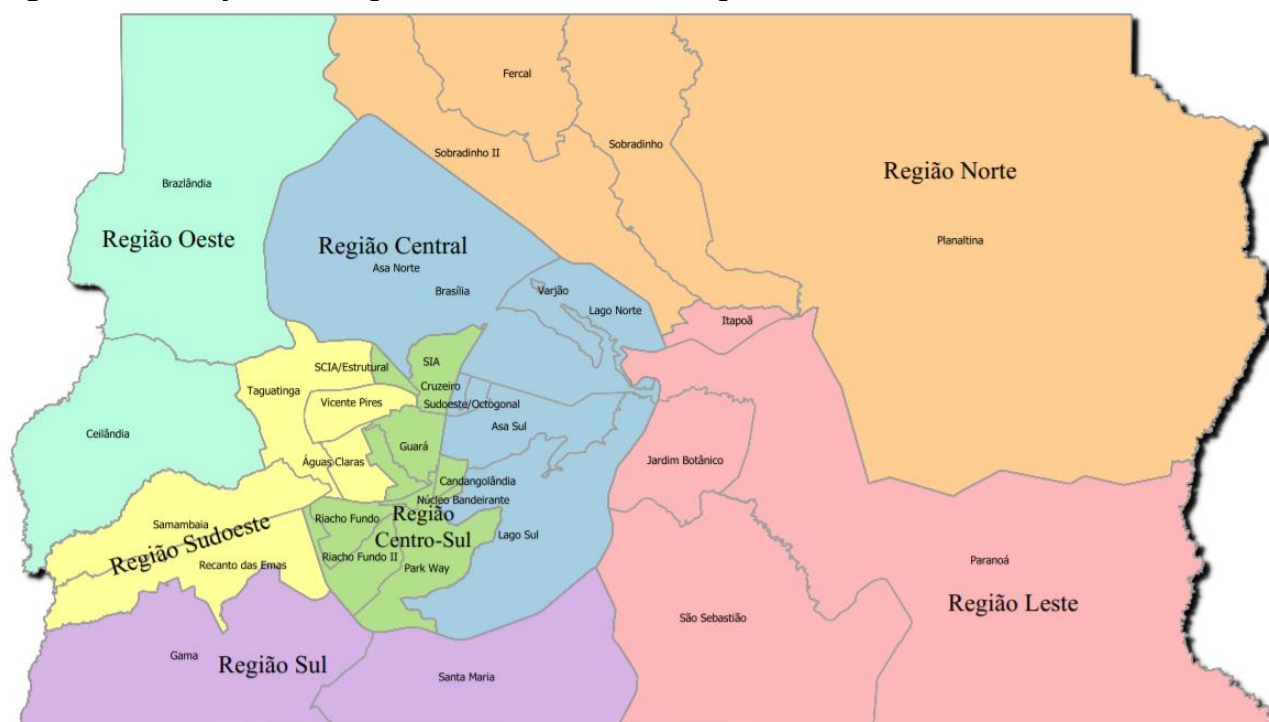 Fercal
Sobradinho
Sobradinho II
Região Norte
Brazlândia
Região Oeste
Região Central
Asa Norte
Planaltina
Brasília
Varjão
Lago Norte
Itapoã
SCIA/Estrutural
SIA
Taguatinga
Cruzeiro
Vicente Pires
Sudoeste/Octogonal
Asa Sul
Ceilândia
Guará
Águas Claras
Jardim Botânico
Candangolândia
Núcleo Bandeirante
Samambaia
Riacho Fundo
Região
Centro-Sul
Lago Sul
Região Sudoeste
Riacho Fundo II
Recanto das Emas
Park Way
Paranoá
Região Leste
São Sebastião
Gama
Região Sul
Santa Maria